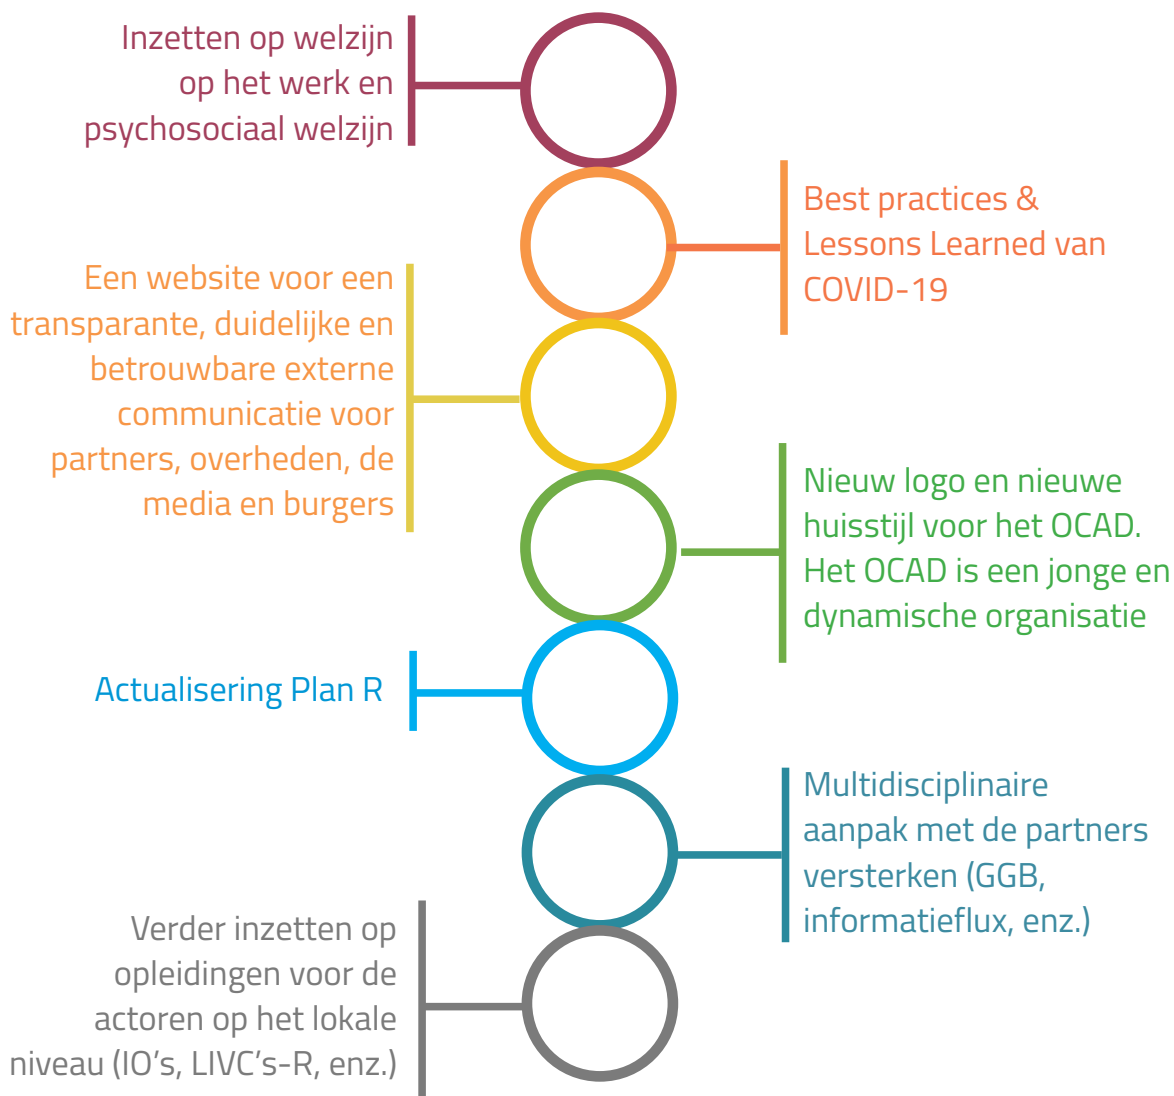 Inzetten op welzijn
op het werk en
psychosociaal welzijn
Best practices &
Lessons Learned van
COVID-19
Een website voor een
transparante, duidelijke en
betrouwbare externe
communicatie voor
partners, overheden, de
media en burgers
Nieuw logo en nieuwe
huisstijl voor het OCAD.
Het OCAD is een jonge en
dynamische organisatie
Actualisering Plan R
Multidisciplinaire
aanpak met de partners
versterken (GGB,
informatieflux, enz.)
Verder inzetten op
opleidingen voor de
actoren op het lokale
niveau (IO’s, LIVC’s-R, enz.)